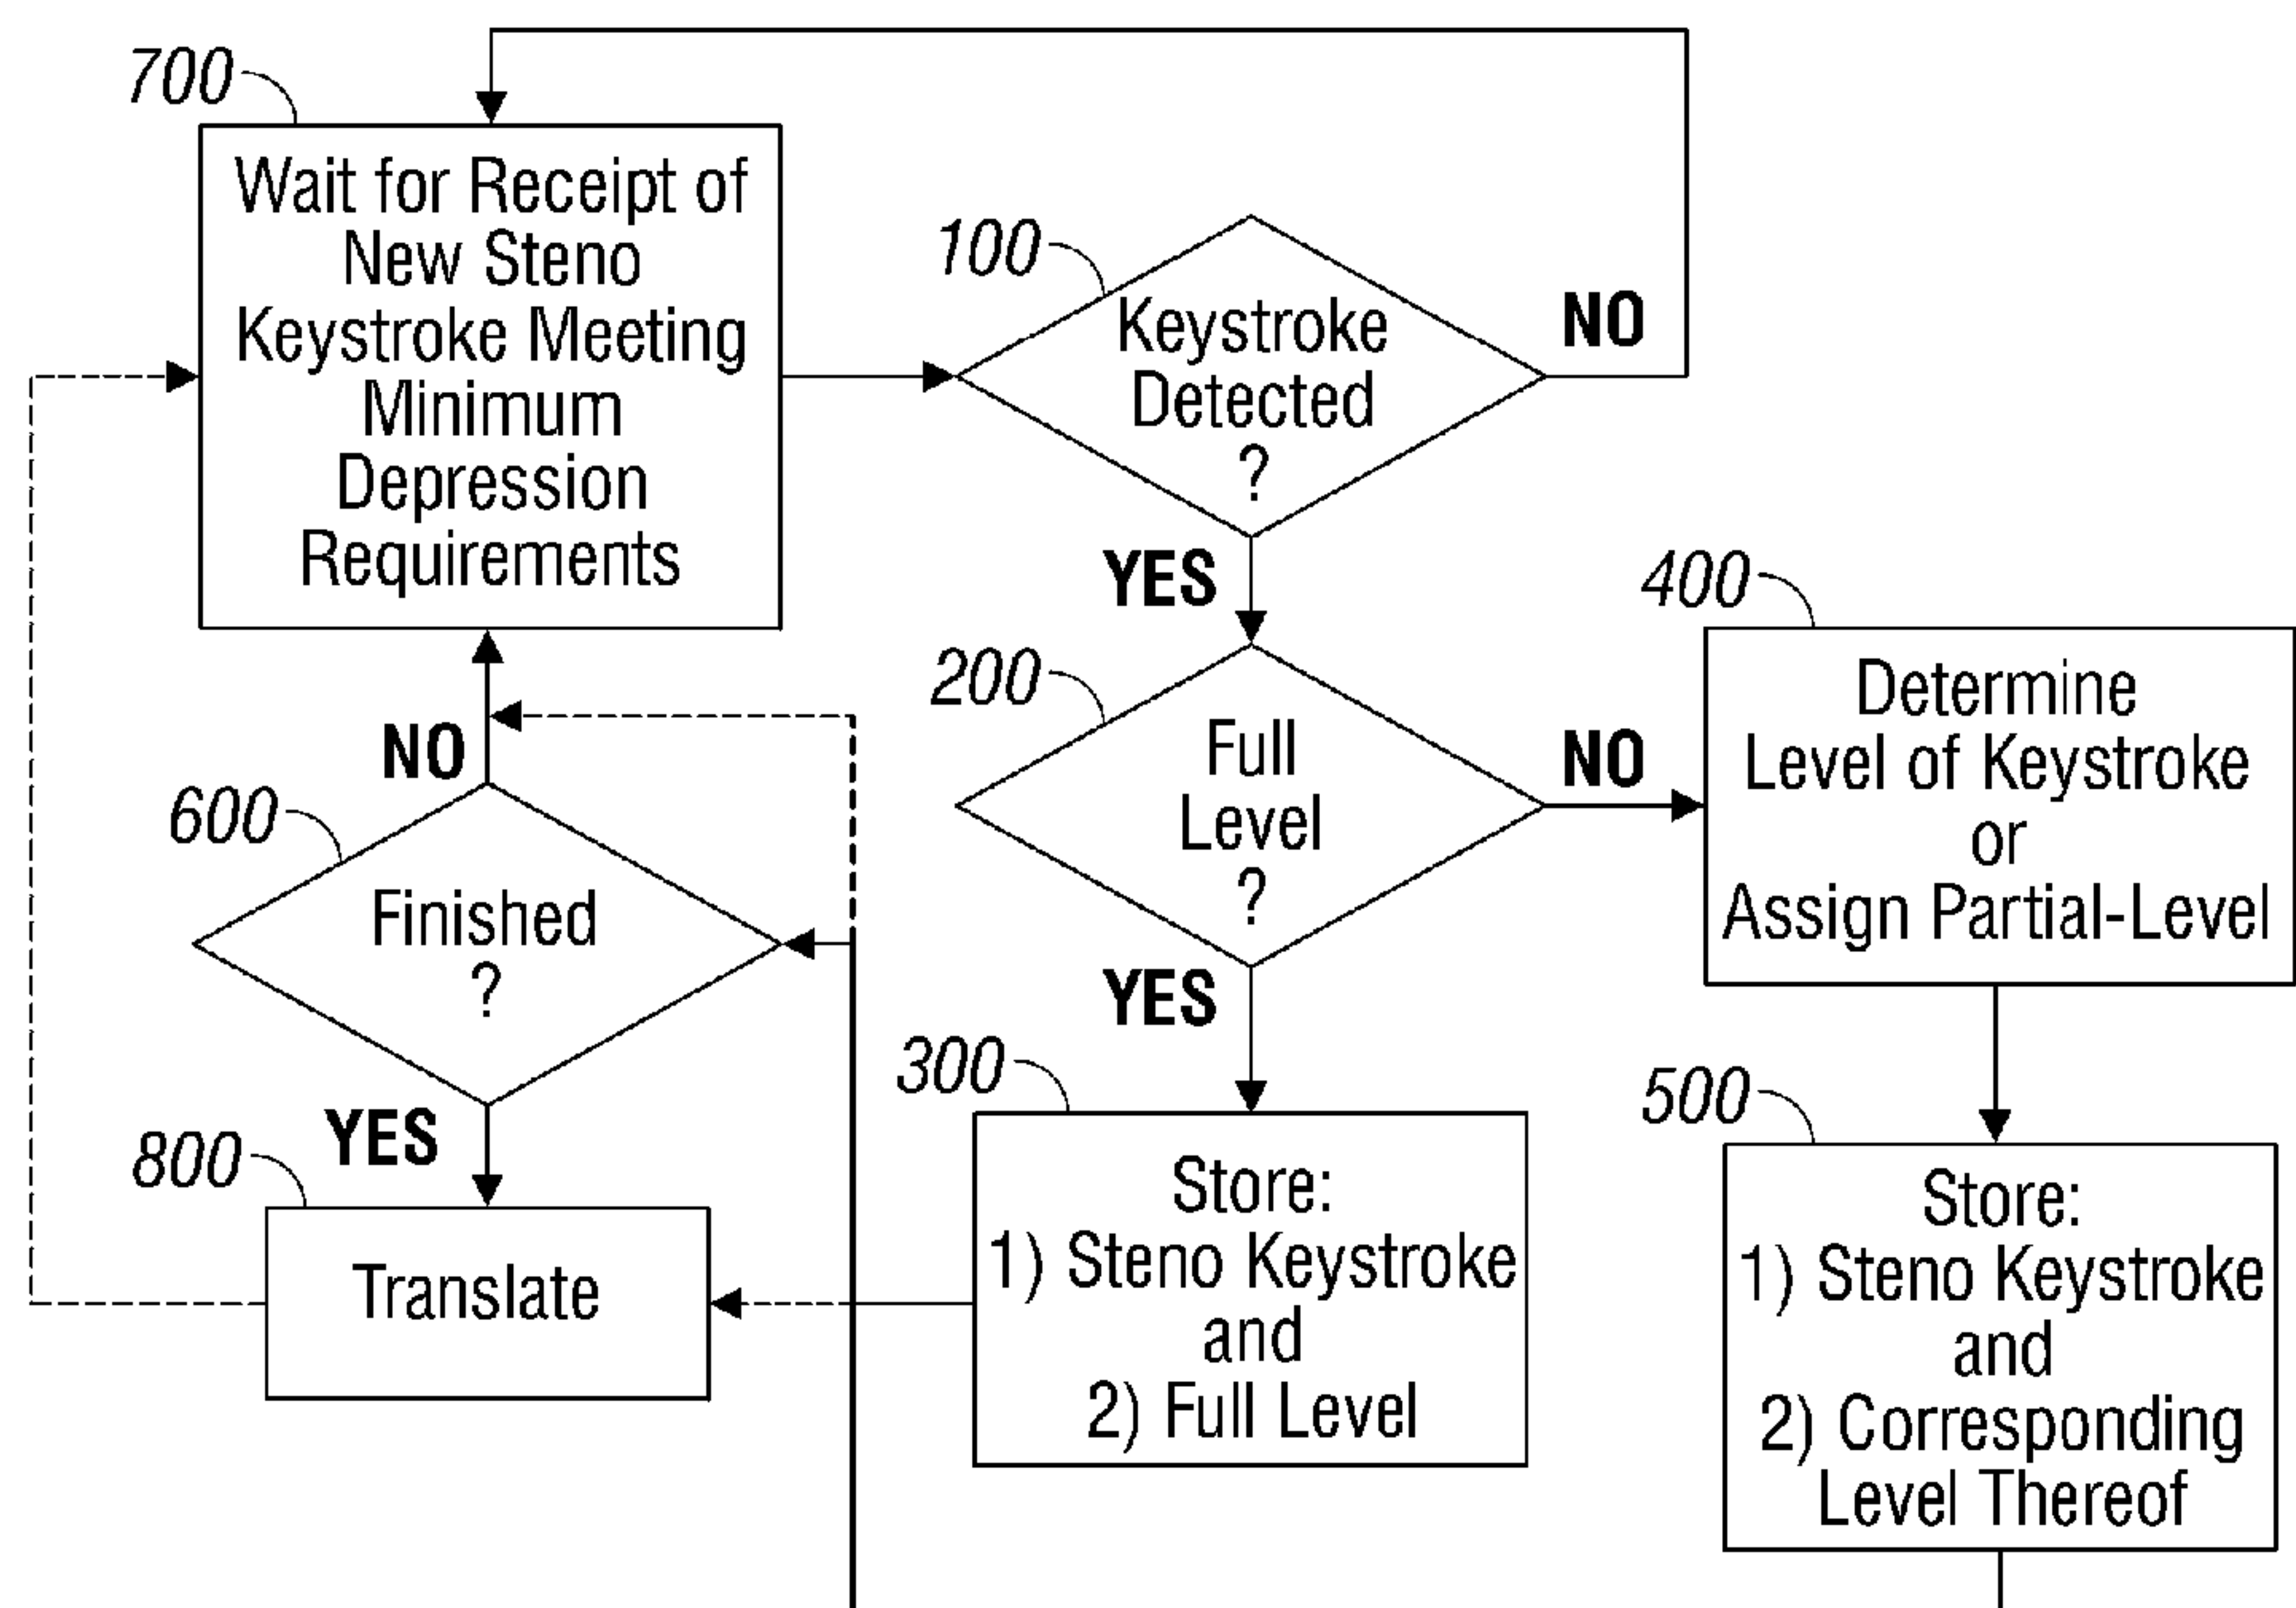 700
Wait for Receipt of
New Steno
Keystroke Meeting
Minimum
Depression
Requirements
100
Keystroke
Detected
?
NO
YES
200
Full
Level
?
NO
YES
400
Determine
Level of Keystroke
or
Assign Partial-Level
NO
600
Finished
?
YES
800
Translate
300
Store:
1) Steno Keystroke
and
2) Full Level
500
Store:
1) Steno Keystroke
and
2) Corresponding
Level Thereof